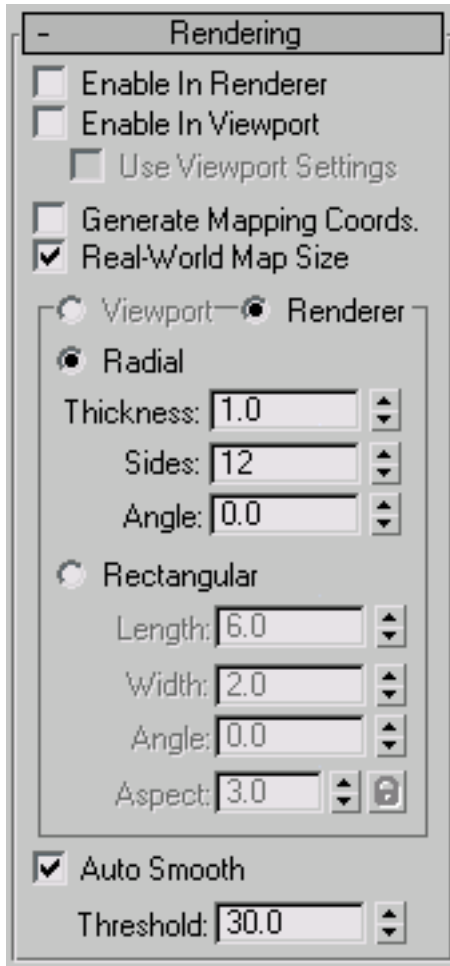 - Rendering
Enable In Renderer
Enable In Viewport
Use Viewport Settings
Generate Mapping Coords.
Real-World Map Size
Viewport Renderer
Radial
Thickness: 1.0
Sides: 12
Angle: 0.0
Rectangular
Length: 6.0
Width: 2.0
Angle: 0.0
Aspect: 3.0
Auto Smooth
Threshold: 30.0